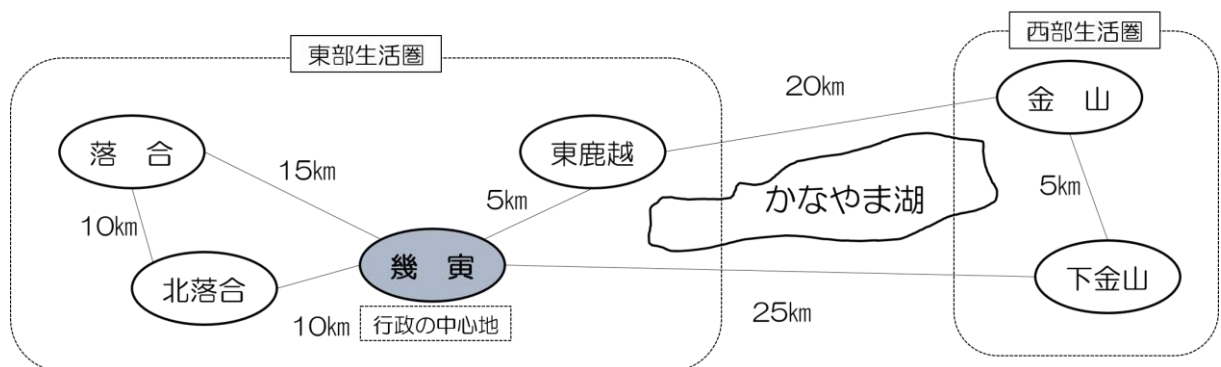 東部生活圏
西部生活圏
20㎞
金　山
落　合
東鹿越
15㎞
5㎞
かなやま湖
5㎞
10㎞
幾　寅
北落合
下金山
10㎞
行政の中心地
25㎞